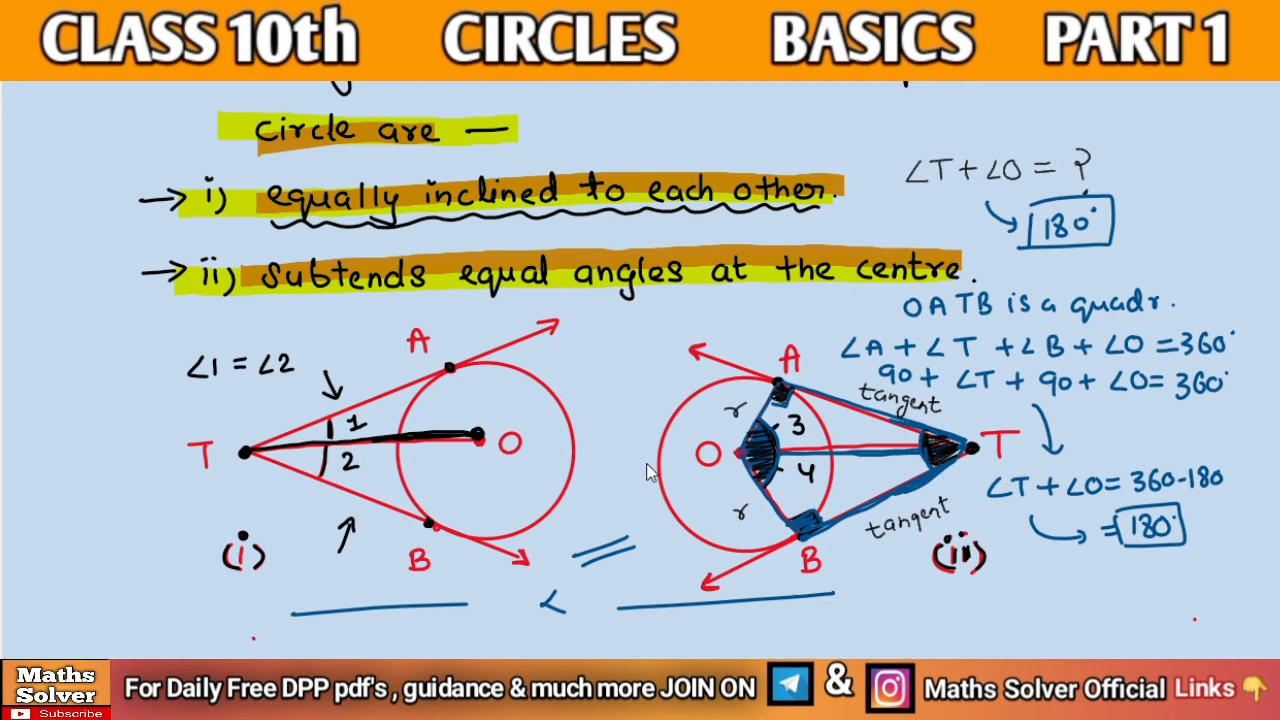 CLASS 10th CIRCLES BASICS PART 1
circle are —
→ i) equally inclined to each other.
→ ii) Subtends equal angles at the centre.
∠T + ∠O = ?
180°
OATB is a quadr.
∠A + ∠T + ∠B + ∠O = 360°
90 + ∠T + 90 + ∠O = 360°
∠T + ∠O = 360-180
= 180°
∠1 = ∠2
A
1
T
2
O
B
(i)
A
tangent
r
3
O
T
4
r
tangent
B
(ii)
=
<
Maths
Solver
Subscribe
For Daily Free DPP pdf's , guidance & much more JOIN ON & Maths Solver Official Links